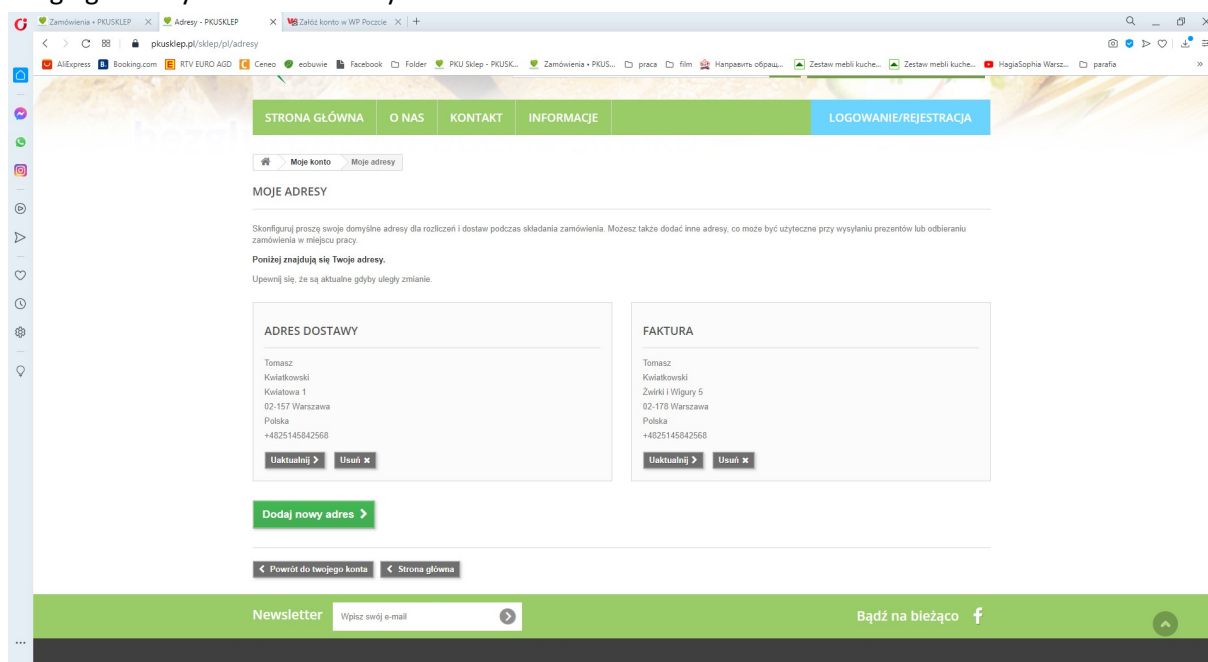 Zamówienia • PKUSKLEP
Adresy - PKUSKLEP
Załóż konto w WP Poczcie
pkusklep.pl/sklep/pl/adresy
AliExpress Booking.com RTV EURO AGD Ceneo eobuwie Facebook Folder PKU Sklep - PKUSK... Zamówienia • PKUS... praca film Направить обращ... Zestaw mebli kuche... Zestaw mebli kuche... HagiaSophia Warsz... parafia »
STRONA GŁÓWNA O NAS KONTAKT INFORMACJE LOGOWANIE/REJESTRACJA
Moje konto Moje adresy
MOJE ADRESY
Skonfiguruj proszę swoje domyślne adresy dla rozliczeń i dostaw podczas składania zamówienia. Możesz także dodać inne adresy, co może być użyteczne przy wysyłaniu prezentów lub odbieraniu
zamówienia w miejscu pracy.
Poniżej znajdują się Twoje adresy.
Upewnij się, że są aktualne gdyby uległy zmianie.
ADRES DOSTAWY
Tomasz
Kwiatkowski
Kwiatowa 1
02-157 Warszawa
Polska
+4825145842568
Uaktualnij Usuń
FAKTURA
Tomasz
Kwiatkowski
Żwirki i Wigury 5
02-178 Warszawa
Polska
+4825145842568
Uaktualnij Usuń
Dodaj nowy adres
Powrót do twojego konta Strona główna
Newsletter Wpisz swój e-mail Bądź na bieżąco